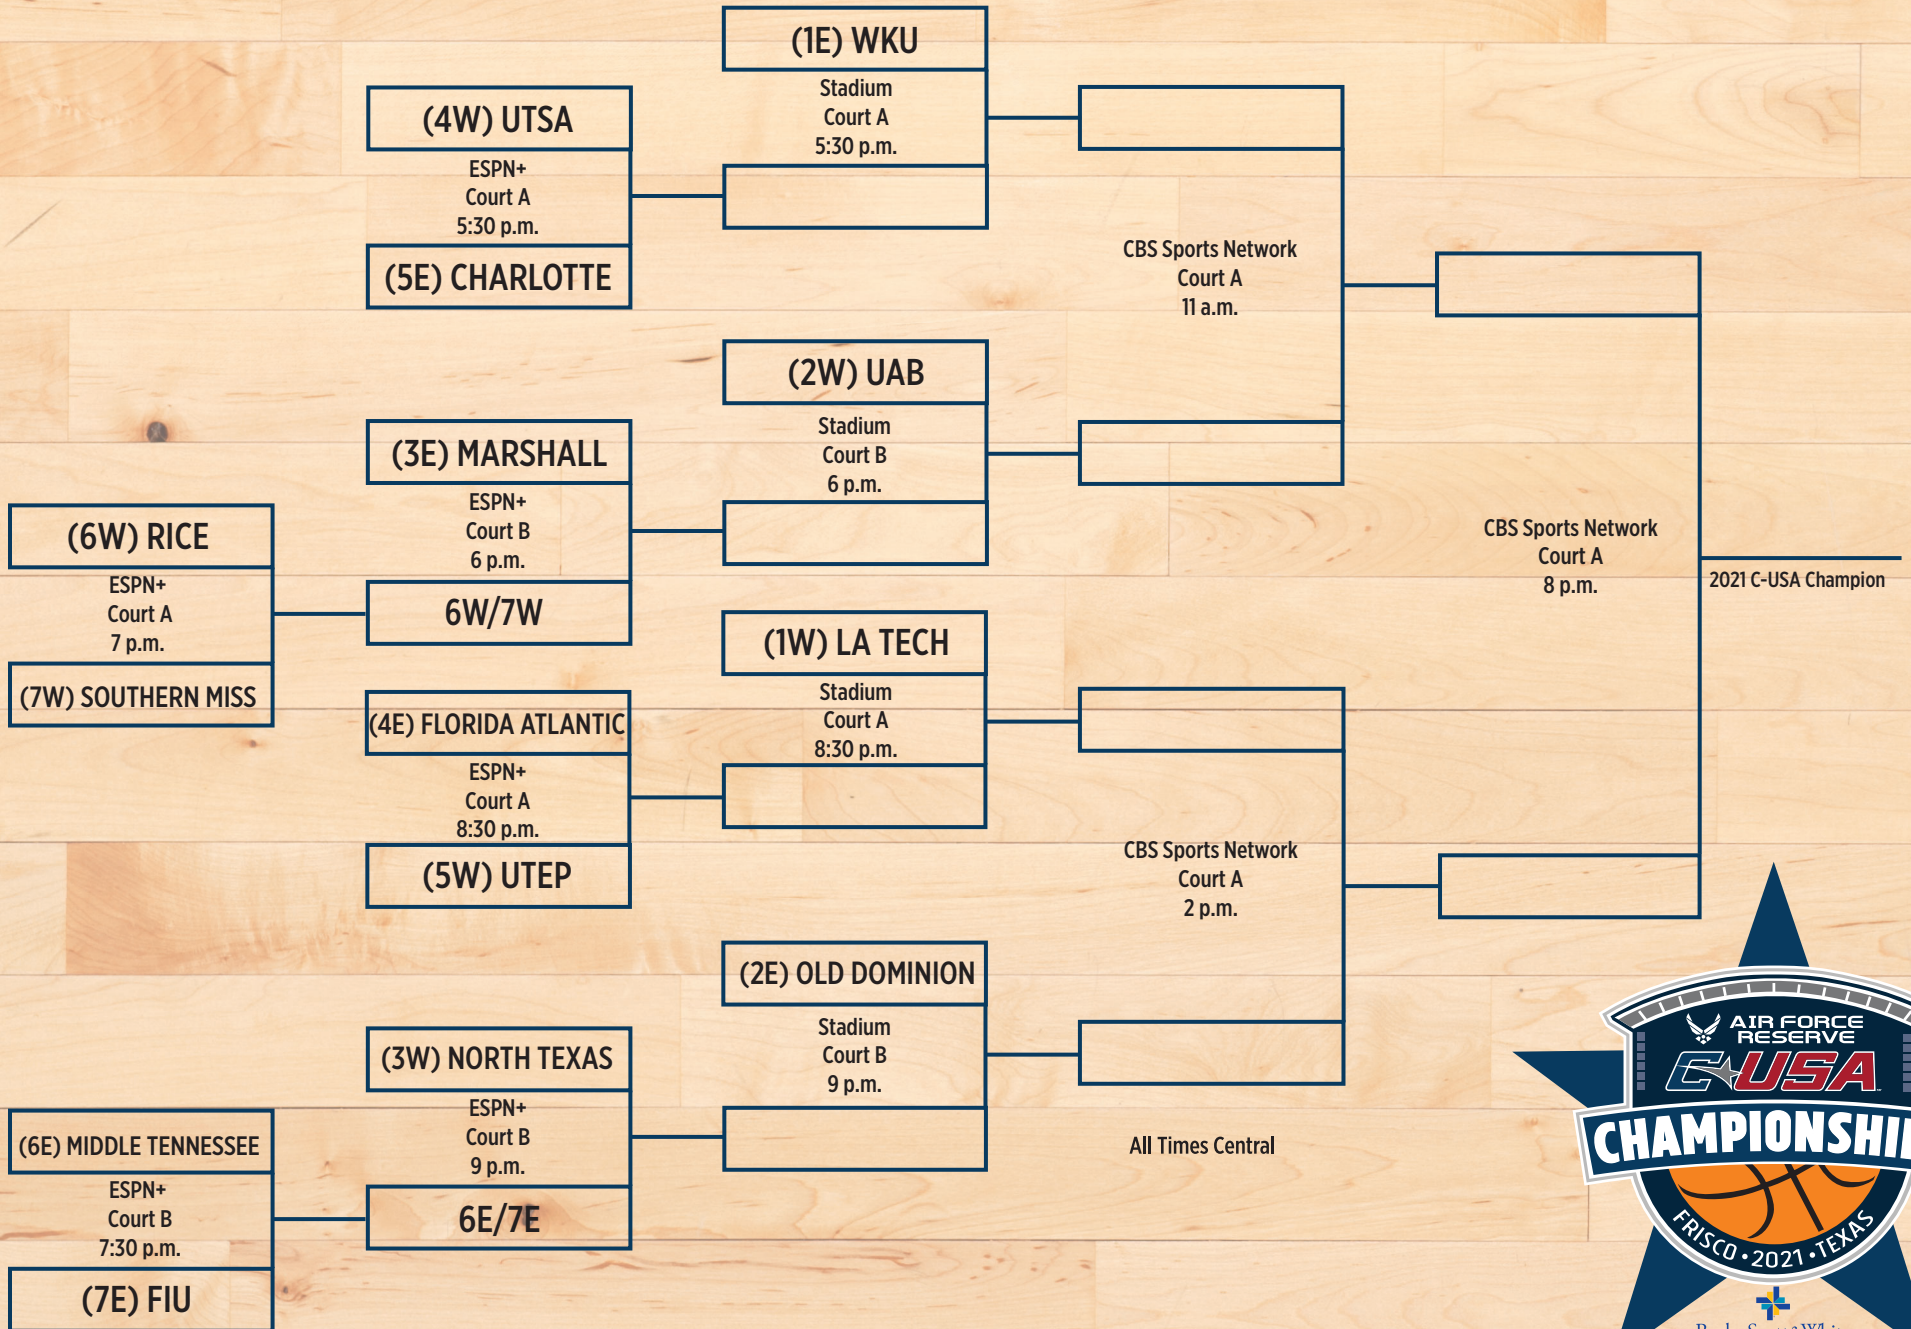 (1E) WKU
Stadium
Court A
5:30 p.m.
(4W) UTSA
ESPN+
Court A
5:30 p.m.
(5E) CHARLOTTE
CBS Sports Network
Court A
11 a.m.
(2W) UAB
Stadium
Court B
6 p.m.
(3E) MARSHALL
ESPN+
Court B
6 p.m.
6W/7W
(6W) RICE
ESPN+
Court A
7 p.m.
(7W) SOUTHERN MISS
CBS Sports Network
Court A
8 p.m.
2021 C-USA Champion
(1W) LA TECH
Stadium
Court A
8:30 p.m.
(4E) FLORIDA ATLANTIC
ESPN+
Court A
8:30 p.m.
(5W) UTEP
CBS Sports Network
Court A
2 p.m.
(2E) OLD DOMINION
Stadium
Court B
9 p.m.
(3W) NORTH TEXAS
ESPN+
Court B
9 p.m.
6E/7E
(6E) MIDDLE TENNESSEE
ESPN+
Court B
7:30 p.m.
(7E) FIU
All Times Central
AIR FORCE
RESERVE
C-USA
CHAMPIONSHI
FRISCO • 2021 • TEXAS